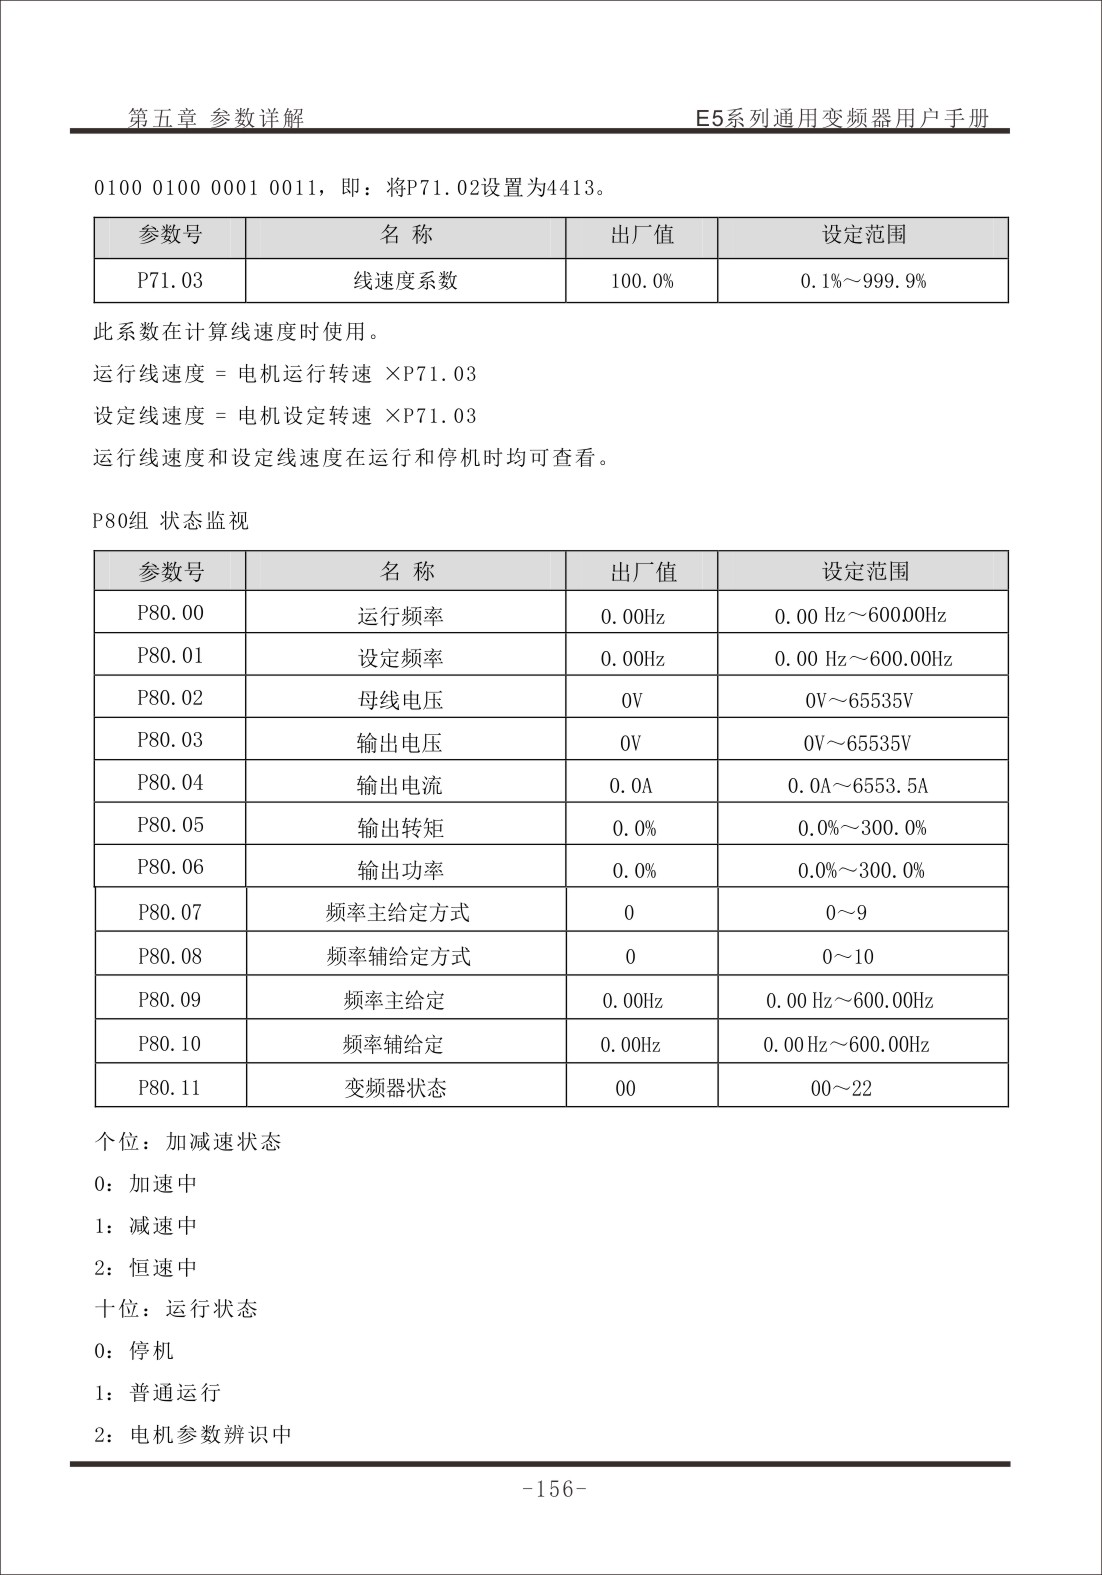 第五章 参数详解 E5系列通用变频器用户手册
0100 0100 0001 0011，即：将P71.02设置为4413。
参数号 名 称 出厂值 设定范围
P71.03 线速度系数 100.0% 0.1%～999.9%
此系数在计算线速度时使用。
运行线速度 = 电机运行转速 ×P71.03
设定线速度 = 电机设定转速 ×P71.03
运行线速度和设定线速度在运行和停机时均可查看。
P80组 状态监视
参数号 名 称 出厂值 设定范围
P80.00 运行频率 0.00Hz 0.00 Hz～600.00Hz
P80.01 设定频率 0.00Hz 0.00 Hz～600.00Hz
P80.02 母线电压 0V 0V～65535V
P80.03 输出电压 0V 0V～65535V
P80.04 输出电流 0.0A 0.0A～6553.5A
P80.05 输出转矩 0.0% 0.0%～300.0%
P80.06 输出功率 0.0% 0.0%～300.0%
P80.07 频率主给定方式 0 0～9
P80.08 频率辅给定方式 0 0～10
P80.09 频率主给定 0.00Hz 0.00 Hz～600.00Hz
P80.10 频率辅给定 0.00Hz 0.00 Hz～600.00Hz
P80.11 变频器状态 00 00～22
个位：加减速状态
0：加速中
1：减速中
2：恒速中
十位：运行状态
0：停机
1：普通运行
2：电机参数辨识中
-156-